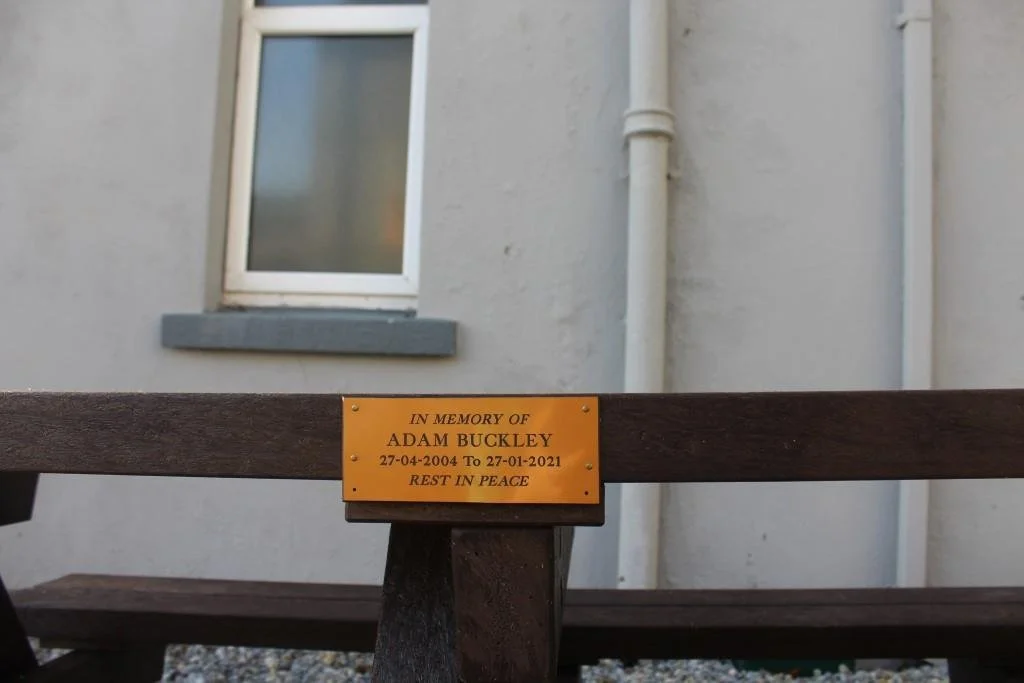 IN MEMORY OF
ADAM BUCKLEY
27-04-2004 To 27-01-2021
REST IN PEACE